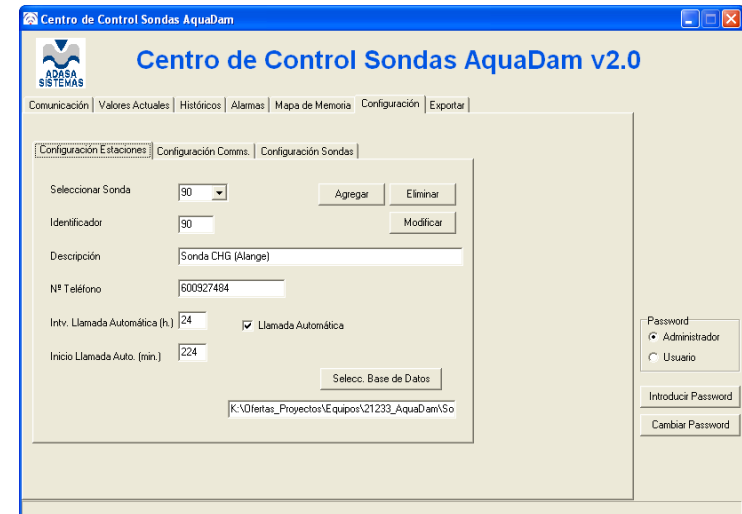 Centro de Control Sondas AquaDam
ADASA
SISTEMAS
Centro de Control Sondas AquaDam v2.0
Comunicación Valores Actuales Históricos Alarmas Mapa de Memoria Configuración Exportar
Configuración Estaciones Configuración Comms. Configuración Sondas
Seleccionar Sonda 90 Agregar Eliminar
Identificador 90 Modificar
Descripción Sonda CHG (Alange)
Nº Teléfono 600927484
Intv. Llamada Automática (h.) 24 Llamada Automática
Inicio Llamada Auto. (min.) 224
Selecc. Base de Datos
K:\Ofertas_Proyectos\Equipos\21233_AquaDam\So
Password
Administrador
Usuario
Introducir Password
Cambiar Password